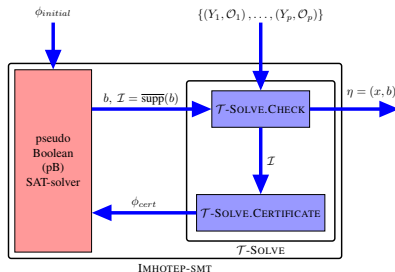 ϕ_initial
{(Y_1, 𝒪_1), ..., (Y_p, 𝒪_p)}
b, ℐ = \overline{supp}(b)
η = (x, b)
pseudo
Boolean
(pB)
SAT-solver
𝒯-SOLVE.CHECK
ℐ
ϕ_cert
𝒯-SOLVE.CERTIFICATE
𝒯-SOLVE
IMHOTEP-SMT